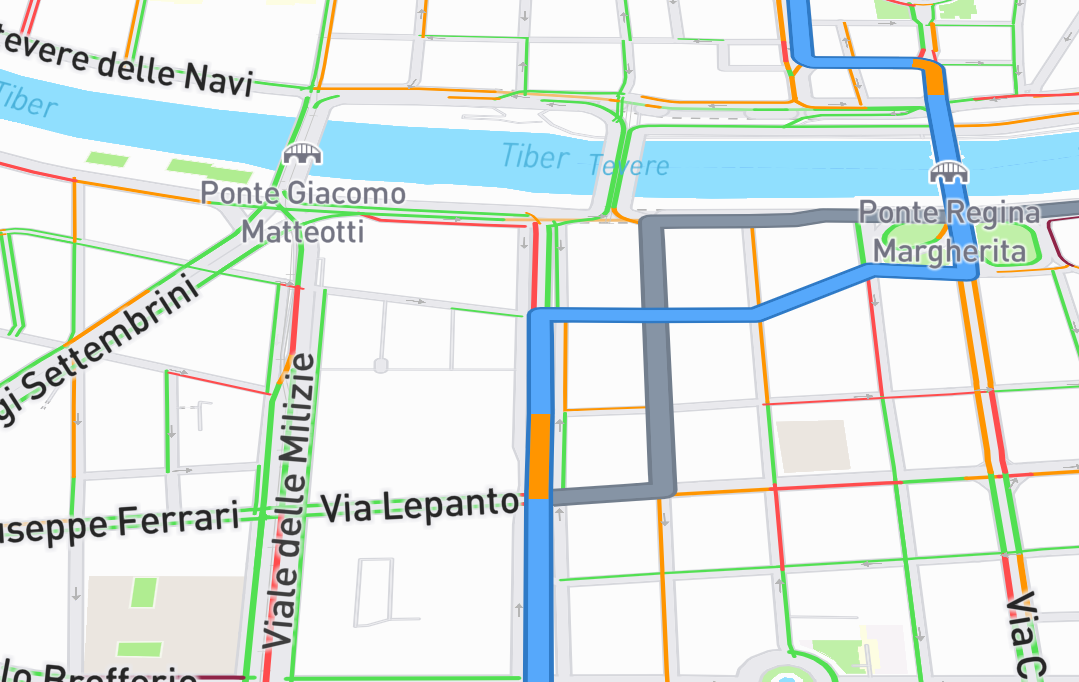 tevere delle Navi
Tiber
Tiber
Tevere
Ponte Giacomo
Matteotti
Ponte Regina
Margherita
gi Settembrini
Viale delle Milizie
useppe Ferrari
Via Lepanto
Via C
lo Brofferio